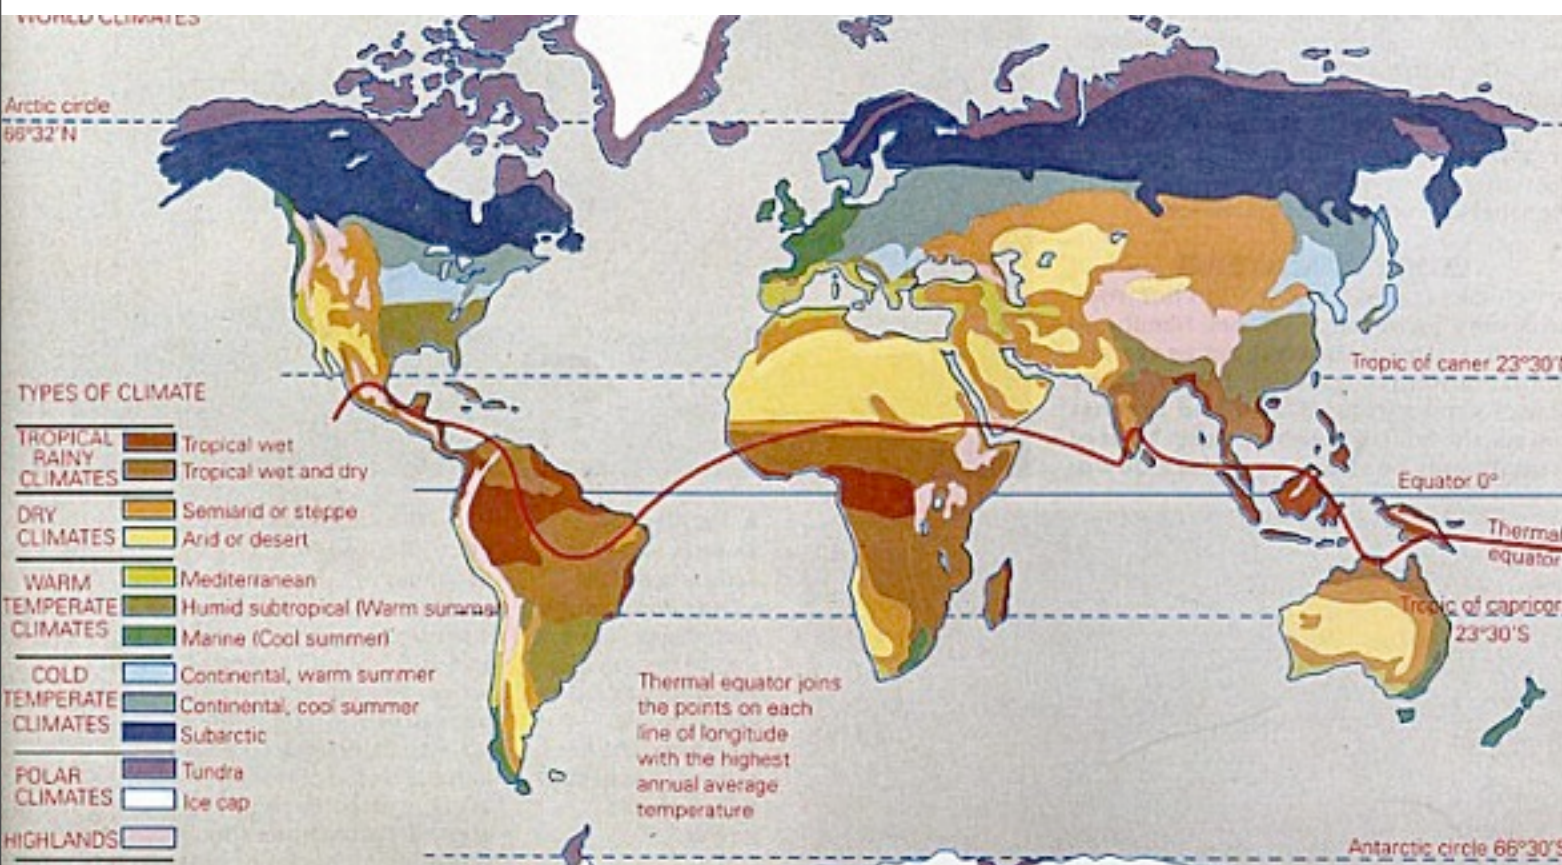 WORLD CLIMATES
Arctic circle
66°32'N
Tropic of caner 23°30'
TYPES OF CLIMATE
TROPICAL
RAINY
CLIMATES
Tropical wet
Tropical wet and dry
DRY
CLIMATES
Semiarid or steppe
Arid or desert
WARM
TEMPERATE
CLIMATES
Mediterranean
Humid subtropical (Warm summer)
Marine (Cool summer)
COLD
TEMPERATE
CLIMATES
Continental, warm summer
Continental, cool summer
Subarctic
POLAR
CLIMATES
Tundra
Ice cap
HIGHLANDS
Equator 0°
Thermal
equator
Tropic of capricor
23°30'S
Thermal equator joins
the points on each
line of longitude
with the highest
annual average
temperature
Antarctic circle 66°30'S